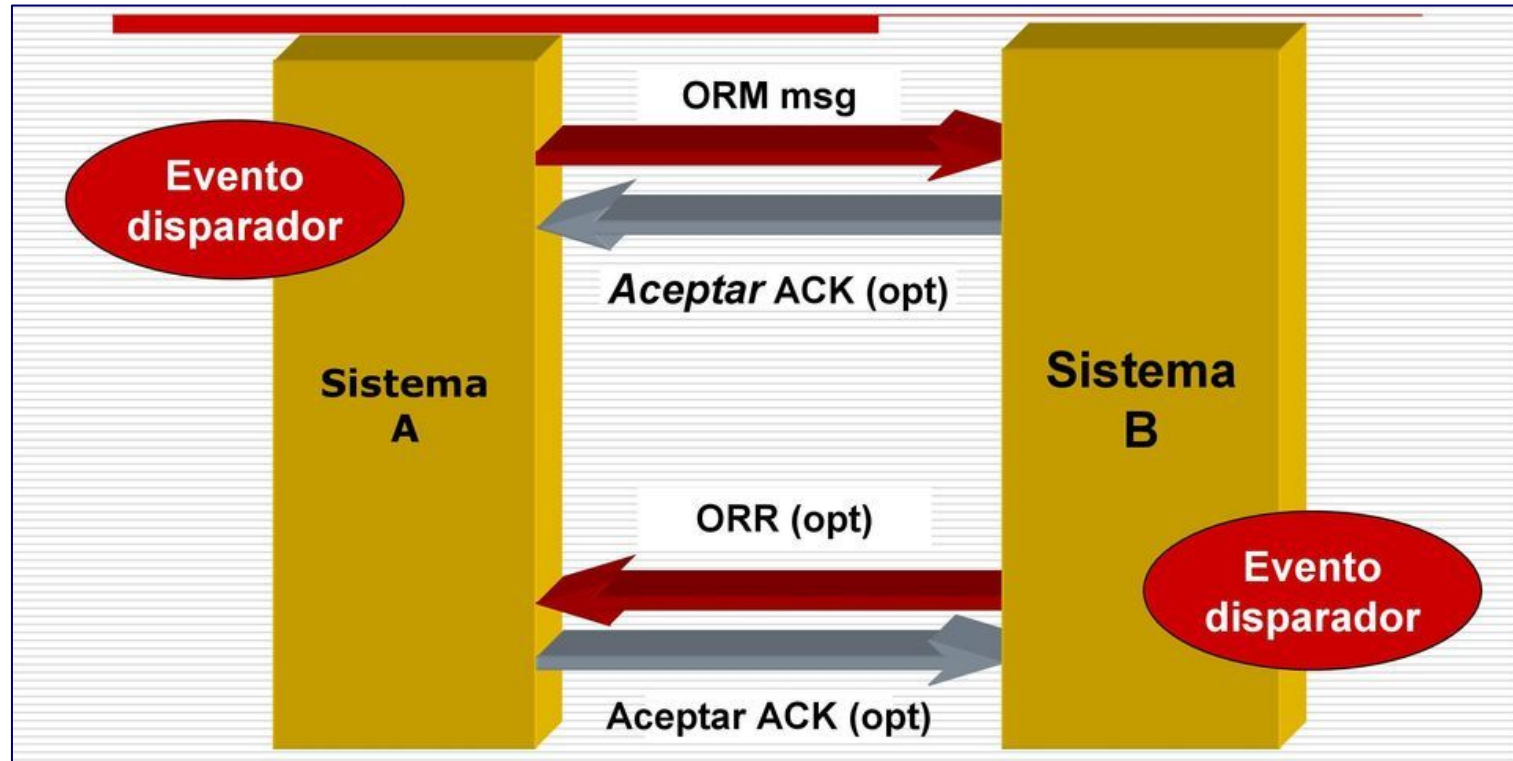 ORM msg
Evento
disparador
Aceptar ACK (opt)
Sistema
A
Sistema
B
ORR (opt)
Evento
disparador
Aceptar ACK (opt)